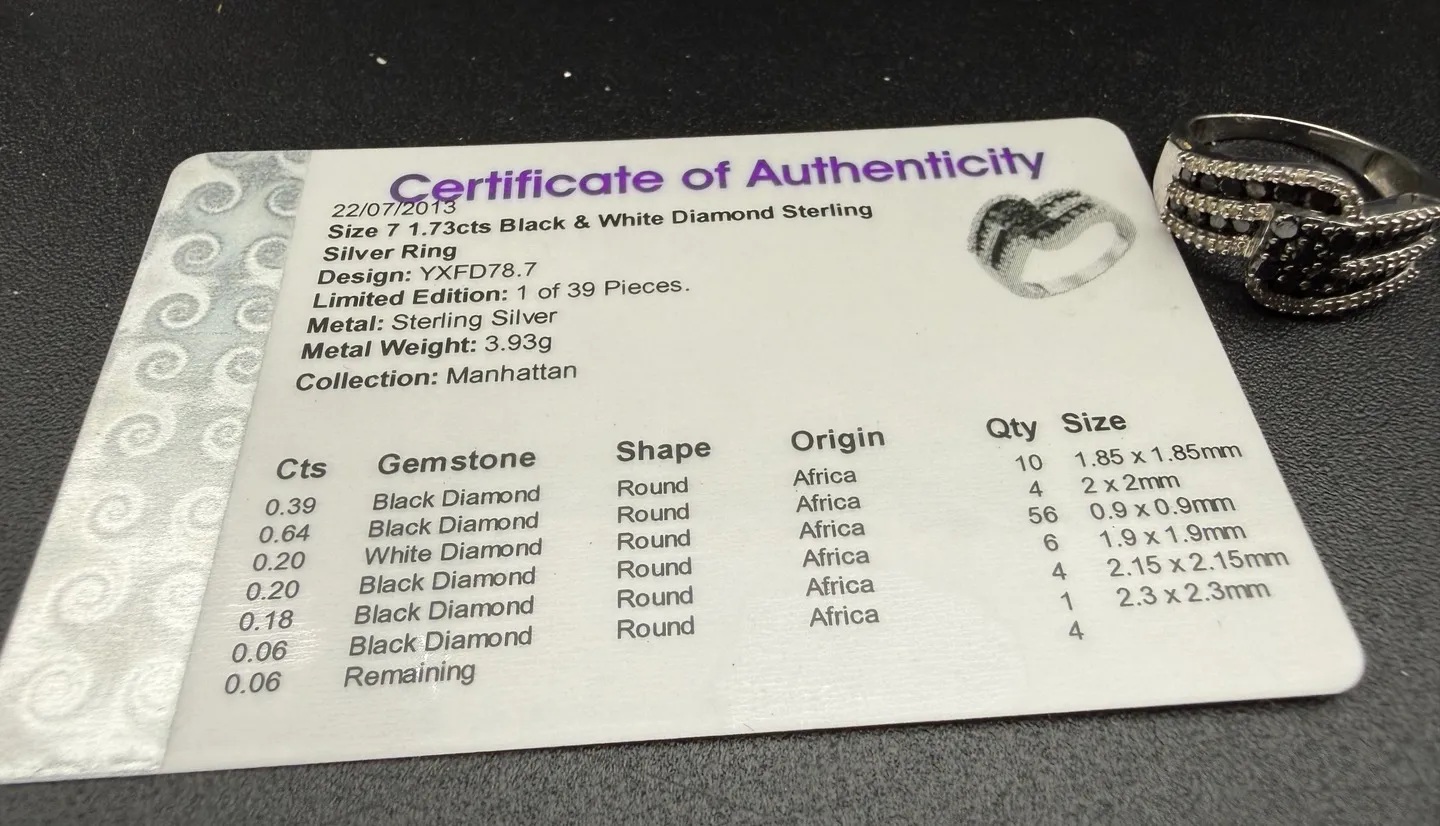 Certificate of Authenticity
22/07/2013
Size 7 1.73cts Black & White Diamond Sterling
Silver Ring
Design: YXFD78.7
Limited Edition: 1 of 39 Pieces.
Metal: Sterling Silver
Metal Weight: 3.93g
Collection: Manhattan
Cts Gemstone Shape Origin Qty Size
0.39 Black Diamond Round Africa 10 1.85 x 1.85mm
0.64 Black Diamond Round Africa 4 2 x 2mm
0.20 White Diamond Round Africa 56 0.9 x 0.9mm
0.20 Black Diamond Round Africa 6 1.9 x 1.9mm
0.18 Black Diamond Round Africa 4 2.15 x 2.15mm
0.06 Black Diamond Round Africa 1 2.3 x 2.3mm
0.06 Remaining 4